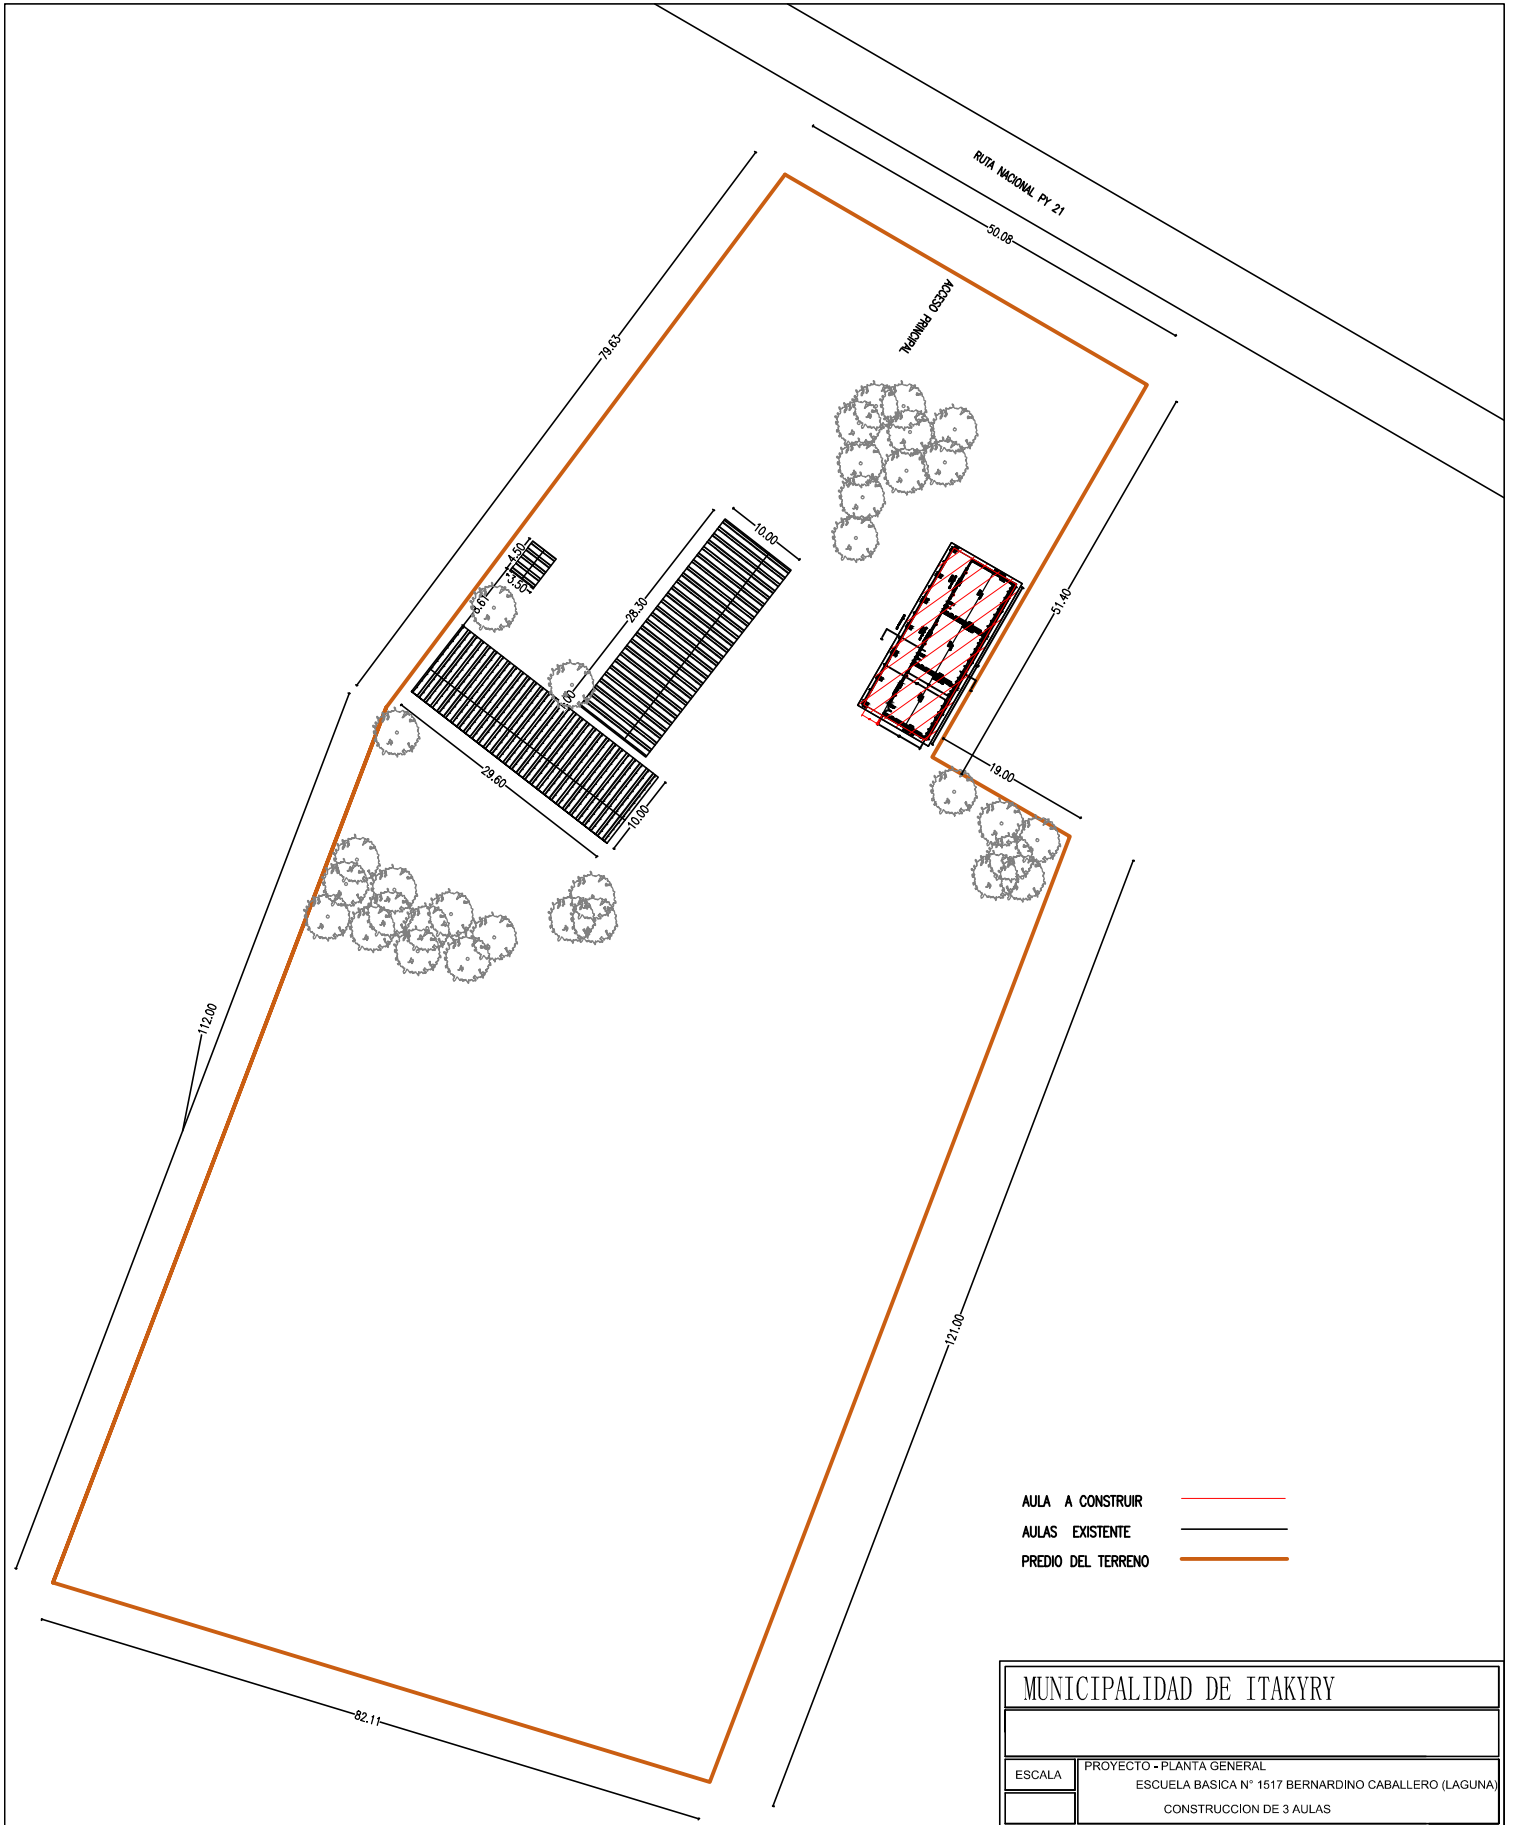 RUTA NACIONAL PY 21
50.08
ACCESO PRINCIPAL
79.63
10.00
4.50
3.50
28.30
51.40
29.60
10.00
19.00
112.00
121.00
82.11
AULA A CONSTRUIR
AULAS EXISTENTE
PREDIO DEL TERRENO
MUNICIPALIDAD DE ITAKYRY
ESCALA
PROYECTO - PLANTA GENERAL
ESCUELA BASICA N° 1517 BERNARDINO CABALLERO (LAGUNA)
CONSTRUCCION DE 3 AULAS